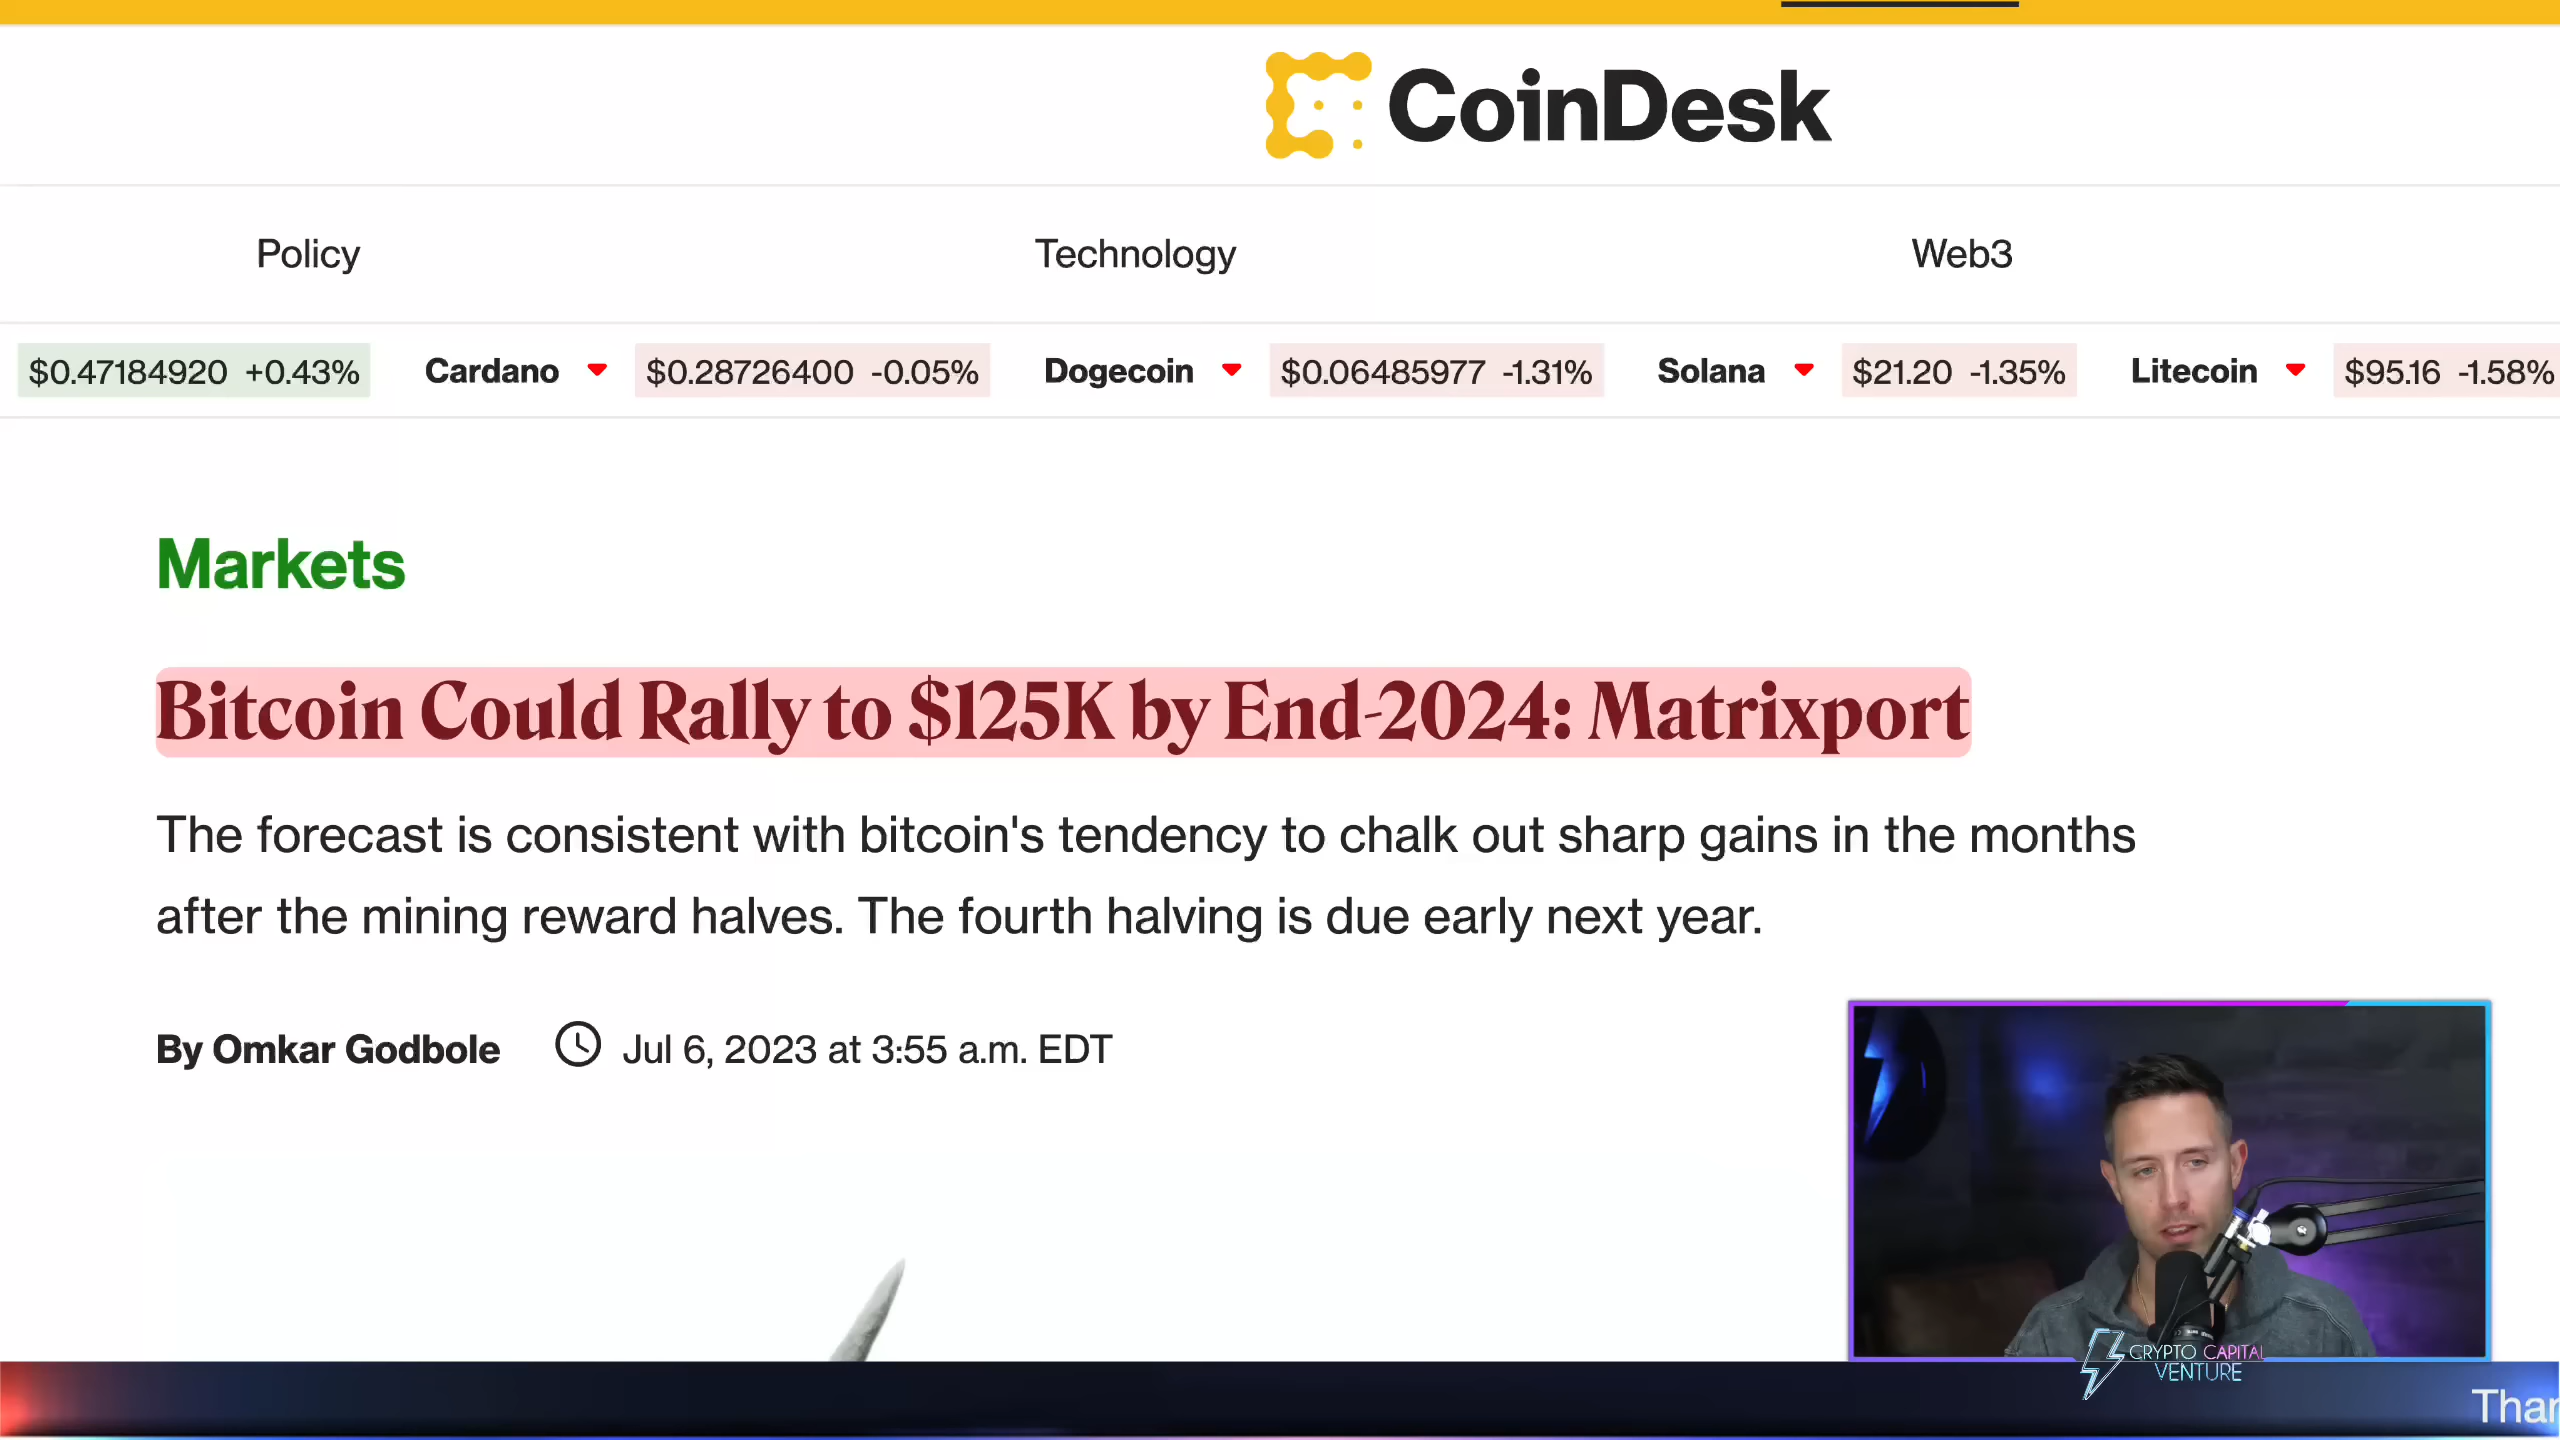 CoinDesk
Policy Technology Web3
$0.47184920 +0.43% Cardano $0.28726400 -0.05% Dogecoin $0.06485977 -1.31% Solana $21.20 -1.35% Litecoin $95.16 -1.58%
Markets
Bitcoin Could Rally to $125K by End-2024: Matrixport
The forecast is consistent with bitcoin's tendency to chalk out sharp gains in the months
after the mining reward halves. The fourth halving is due early next year.
By Omkar Godbole Jul 6, 2023 at 3:55 a.m. EDT
CRYPTO CAPITAL
VENTURE